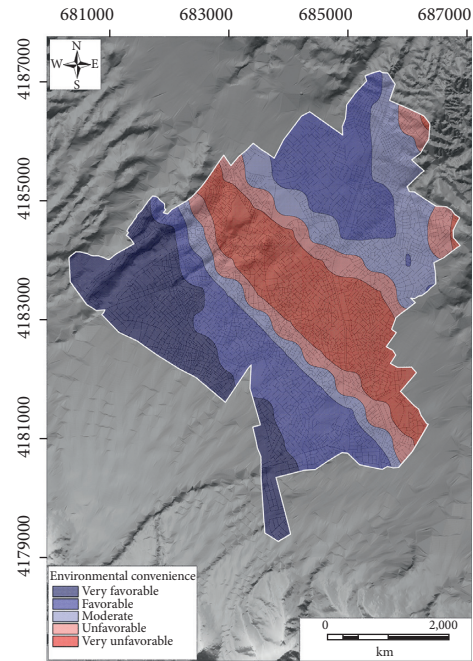 681000 683000 685000 687000
N
W E
S
4187000
4185000
4183000
4181000
4179000
Environmental convenience
Very favorable
Favorable
Moderate
Unfavorable
Very unfavorable
0 2,000
km